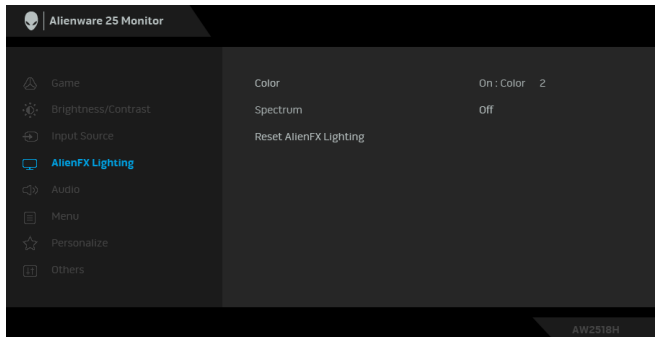 Alienware 25 Monitor
Game
Brightness/Contrast
Input Source
AlienFX Lighting
Audio
Menu
Personalize
Others
Color On : Color 2
Spectrum Off
Reset AlienFX Lighting
AW2518H